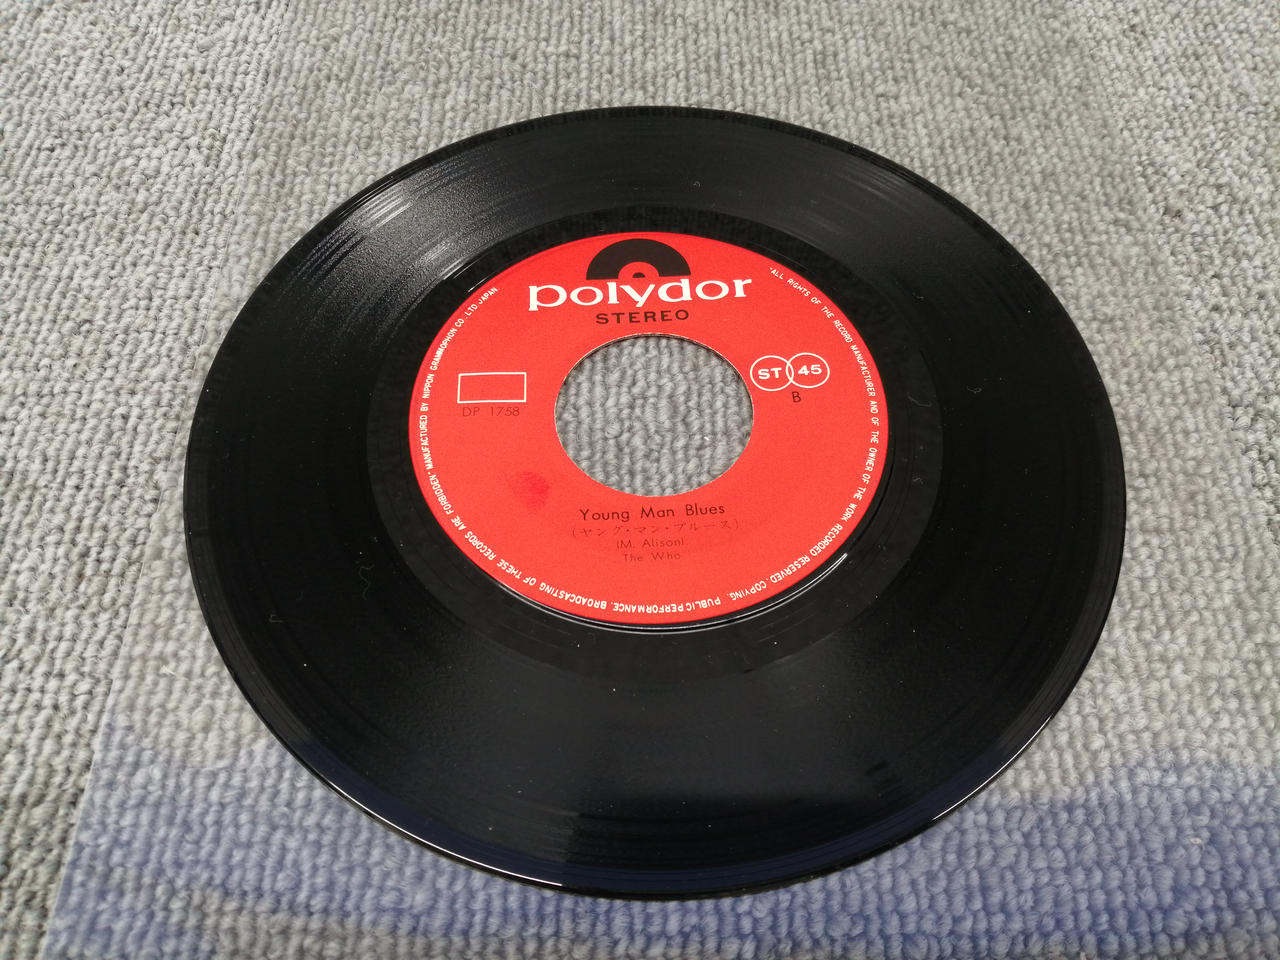 polydor
STEREO
ST 45
B
DP 1758
Young Man Blues
(ヤング・マン・ブルース)
(M. Alison)
The Who
"ALL RIGHTS OF THE RECORD MANUFACTURER AND OF THE OWNER OF THE WORK RECORDED RESERVED. COPYING, PUBLIC PERFORMANCE, BROADCASTING OF THESE RECORDS ARE FORBIDDEN" MANUFACTURED BY NIPPON GRAMMOPHON CO., LTD JAPAN.